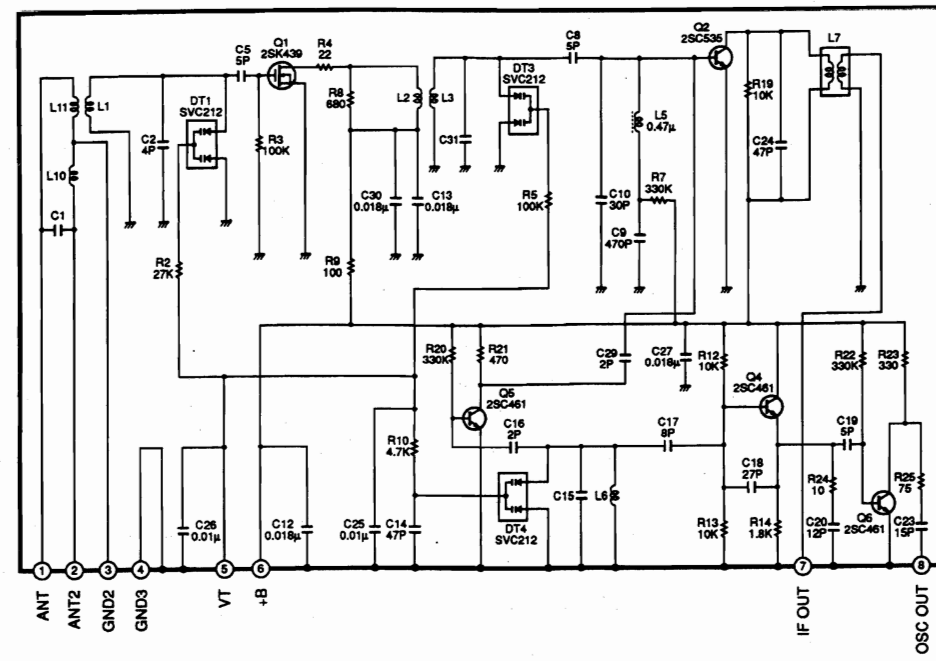 Q1
2SK439
R4
22
C5
5P
L11
L1
DT1
SVC212
C2
4P
R3
100K
L10
C1
R2
27K
R8
680
L2
L3
C31
DT3
SVC212
C8
5P
Q2
2SC535
L7
R19
10K
C24
47P
L5
0.47μ
R7
330K
C30
0.018μ
C13
0.018μ
R5
100K
C10
30P
C9
470P
R9
100
R20
330K
R21
470
C29
2P
C27
0.018μ
R12
10K
Q4
2SC461
R22
330K
R23
330
Q5
2SC461
C16
2P
C17
8P
C19
5P
R10
4.7K
C18
27P
R24
10
R25
75
C15
L6
DT4
SVC212
Q6
2SC461
C26
0.01μ
C12
0.018μ
C25
0.01μ
C14
47P
R13
10K
R14
1.8K
C20
12P
C23
15P
1
2
3
4
5
6
7
8
ANT
ANT2
GND2
GND3
VT
+B
IF OUT
OSC OUT